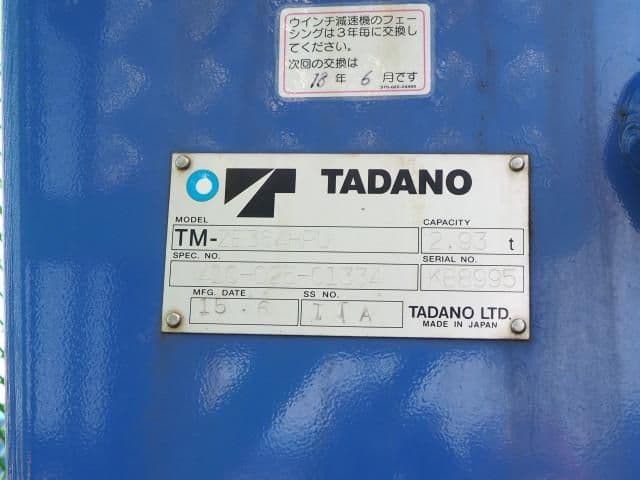 ウインチ減速機のフェー
シングは3年毎に交換し
てください。
次回の交換は
18年 6月です
TADANO
MODEL
CAPACITY
TM-
2.93 t
SPEC. NO.
SERIAL NO.
MFG. DATE
SS NO.
15.6
11A
TADANO LTD.
MADE IN JAPAN